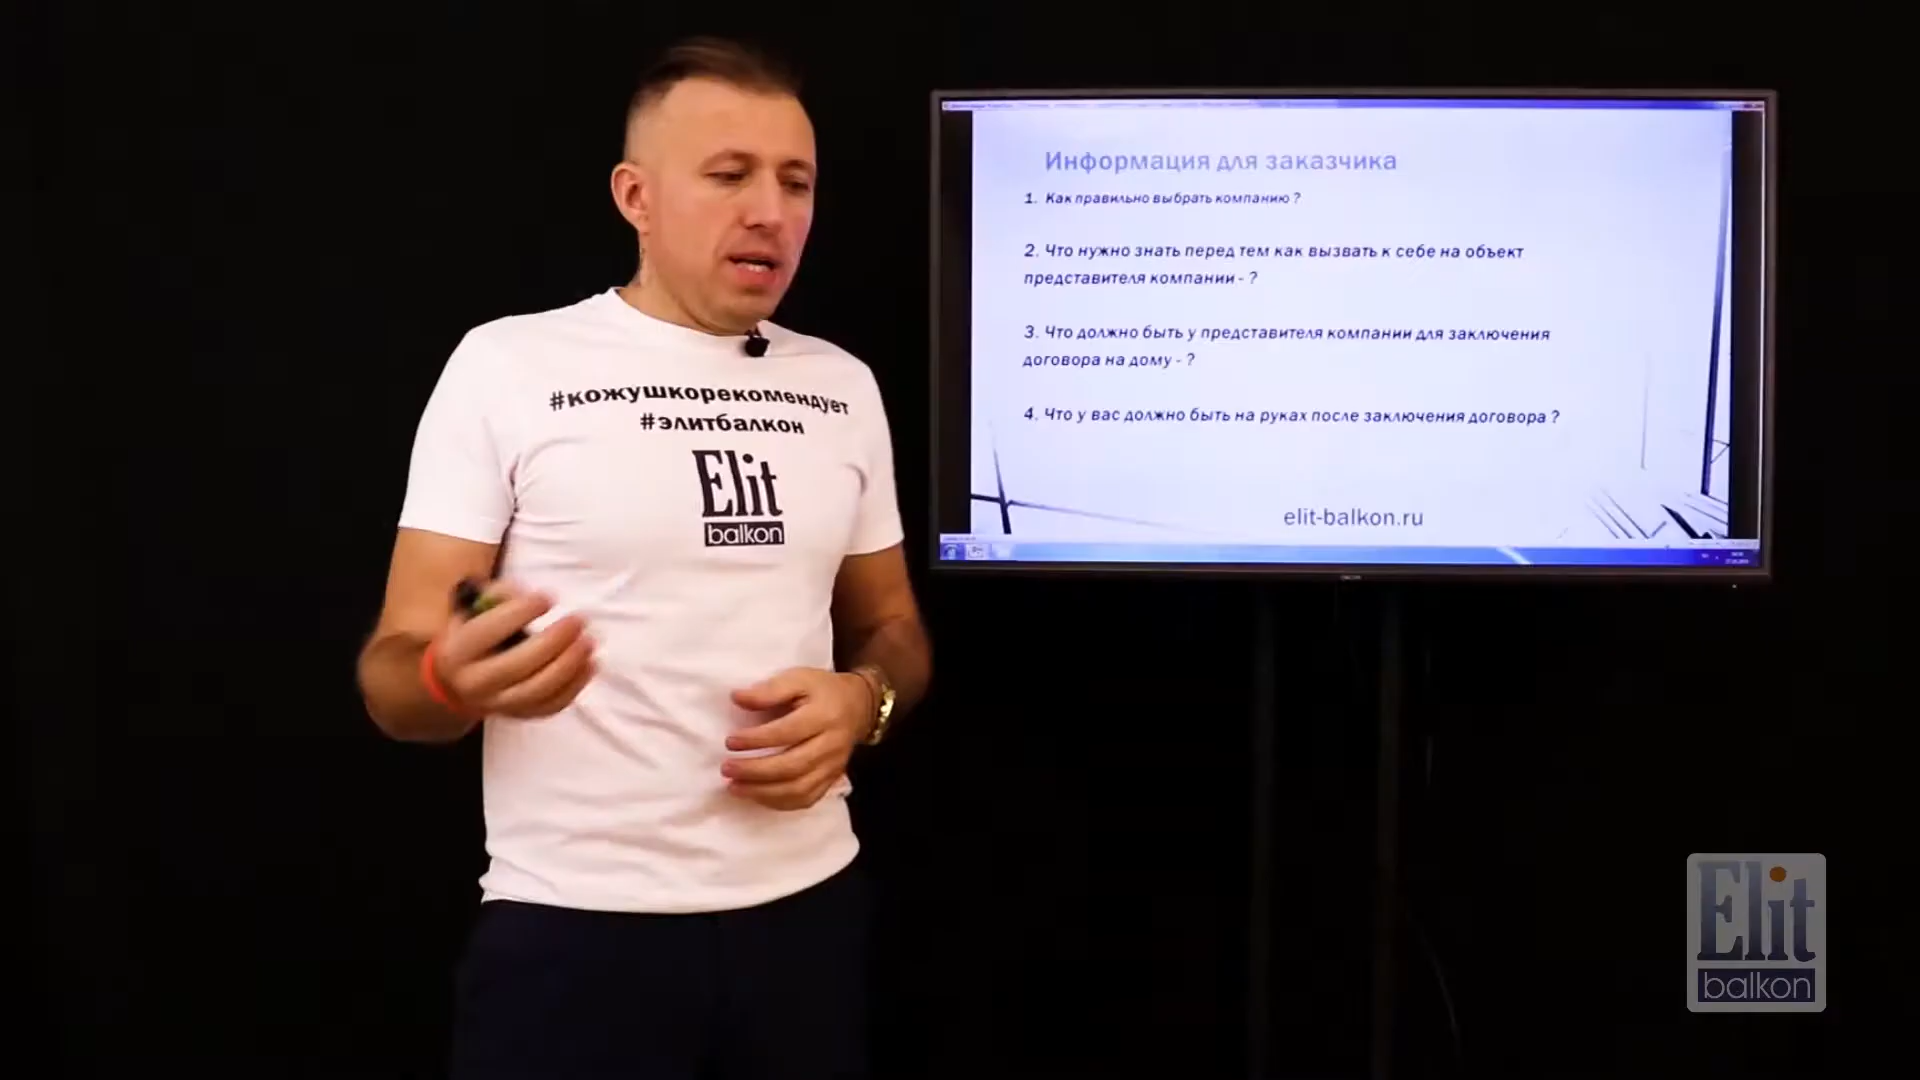 Информация для заказчика
1. Как правильно выбрать компанию ?
2. Что нужно знать перед тем как вызвать к себе на объект
представителя компании - ?
3. Что должно быть у представителя компании для заключения
договора на дому - ?
4. Что у вас должно быть на руках после заключения договора ?
elit-balkon.ru
#кожушкорекомендует
#элитбалкон
Elit
balkon
Elit
balkon